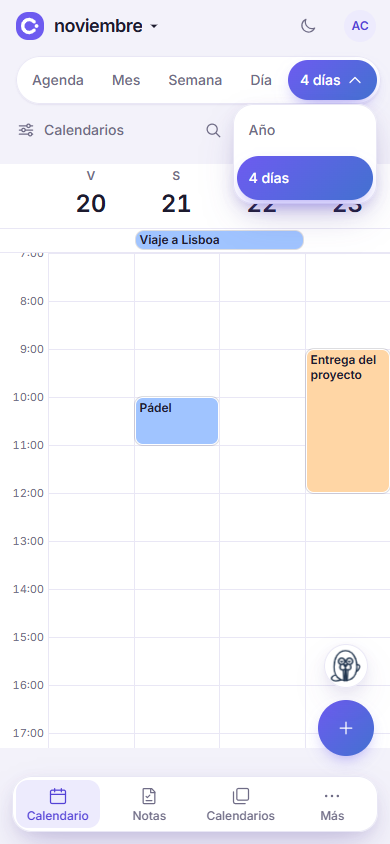 noviembre
AC
Agenda Mes Semana Día 4 días
Calendarios
Año
4 días
V S
20 21 22 23
Viaje a Lisboa
7:00
8:00
9:00
Entrega del
proyecto
10:00
Pádel
11:00
12:00
13:00
14:00
15:00
16:00
17:00
Calendario Notas Calendarios Más